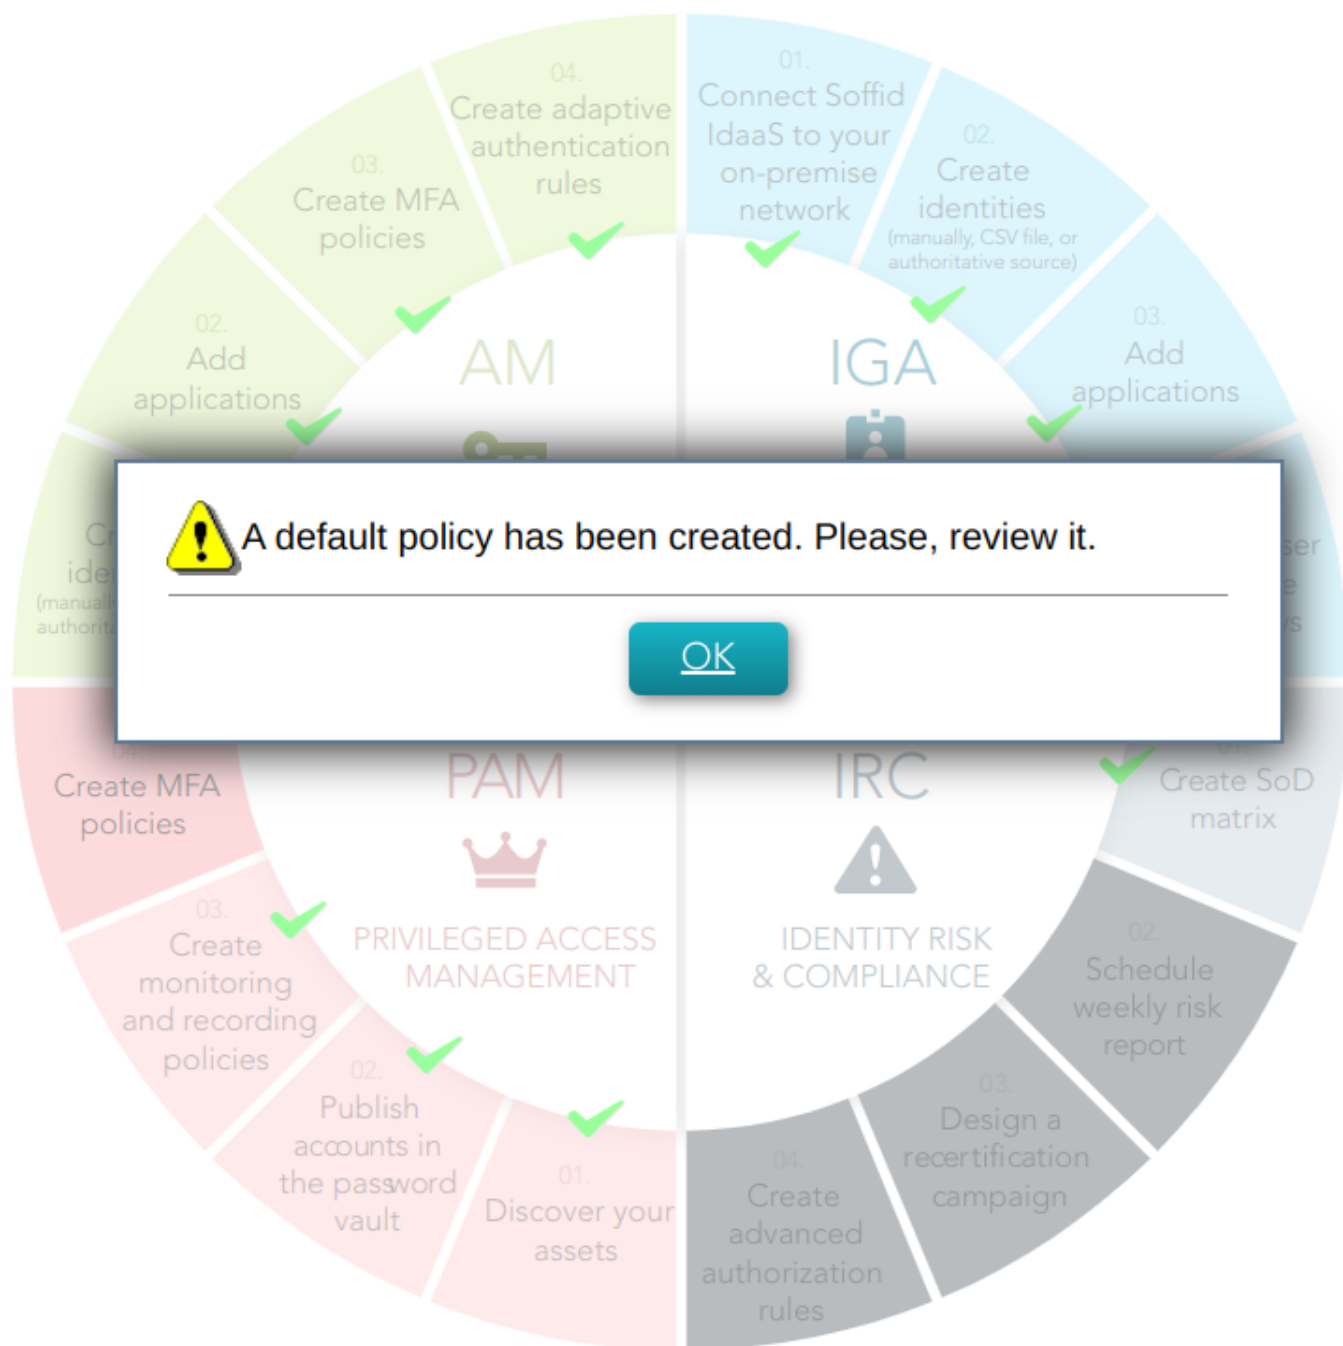 04.
Create adaptive
authentication
rules
01.
Connect Soffid
IdaaS to your
on-premise
network
03.
Create MFA
policies
02.
Create
identities
(manually, CSV file, or
authoritative source)
02.
Add
applications
03.
Add
applications
AM
IGA
A default policy has been created. Please, review it.
OK
04.
Create MFA
policies
PAM
PRIVILEGED ACCESS
MANAGEMENT
IRC
IDENTITY RISK
& COMPLIANCE
01.
Create SoD
matrix
03.
Create
monitoring
and recording
policies
02.
Schedule
weekly risk
report
02.
Publish
accounts in
the password
vault
03.
Design a
recertification
campaign
01.
Discover your
assets
04.
Create
advanced
authorization
rules